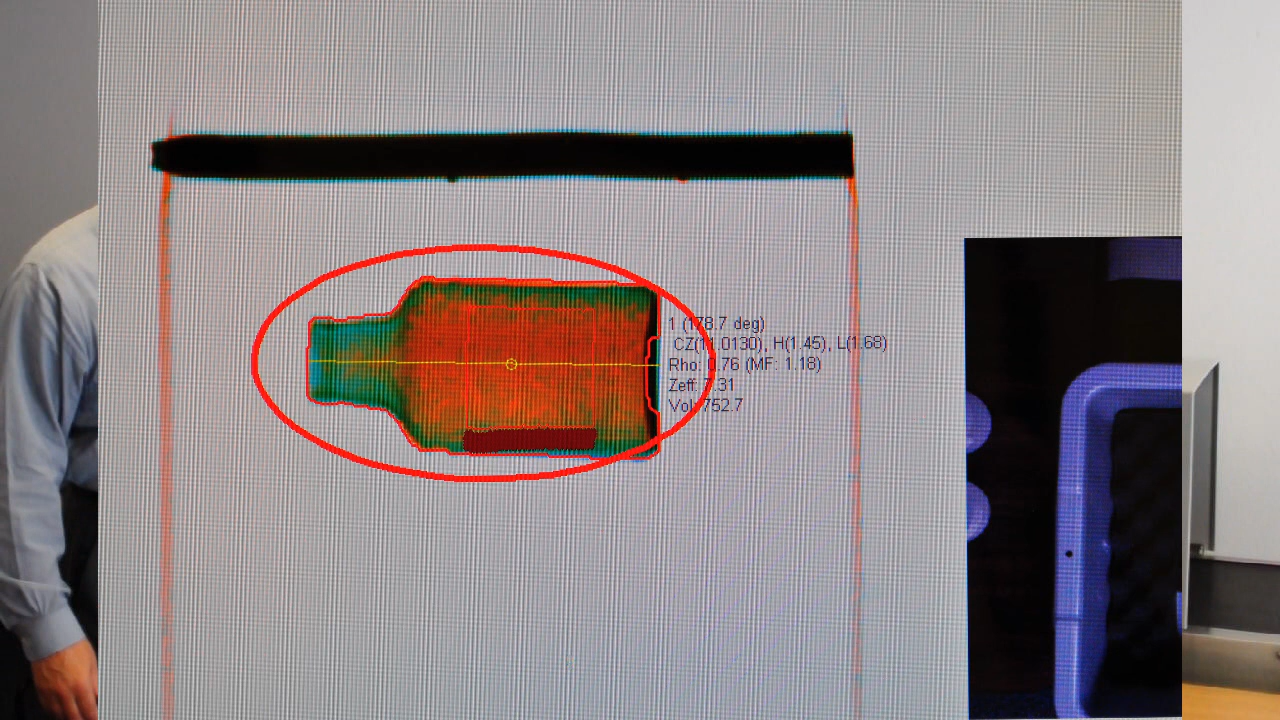 1 (178.7 deg)
CZ(11.0130), H(1.45), L(1.68)
Rho: 0.76 (MF: 1.18)
Zeff: 7.31
Vol: 752.7